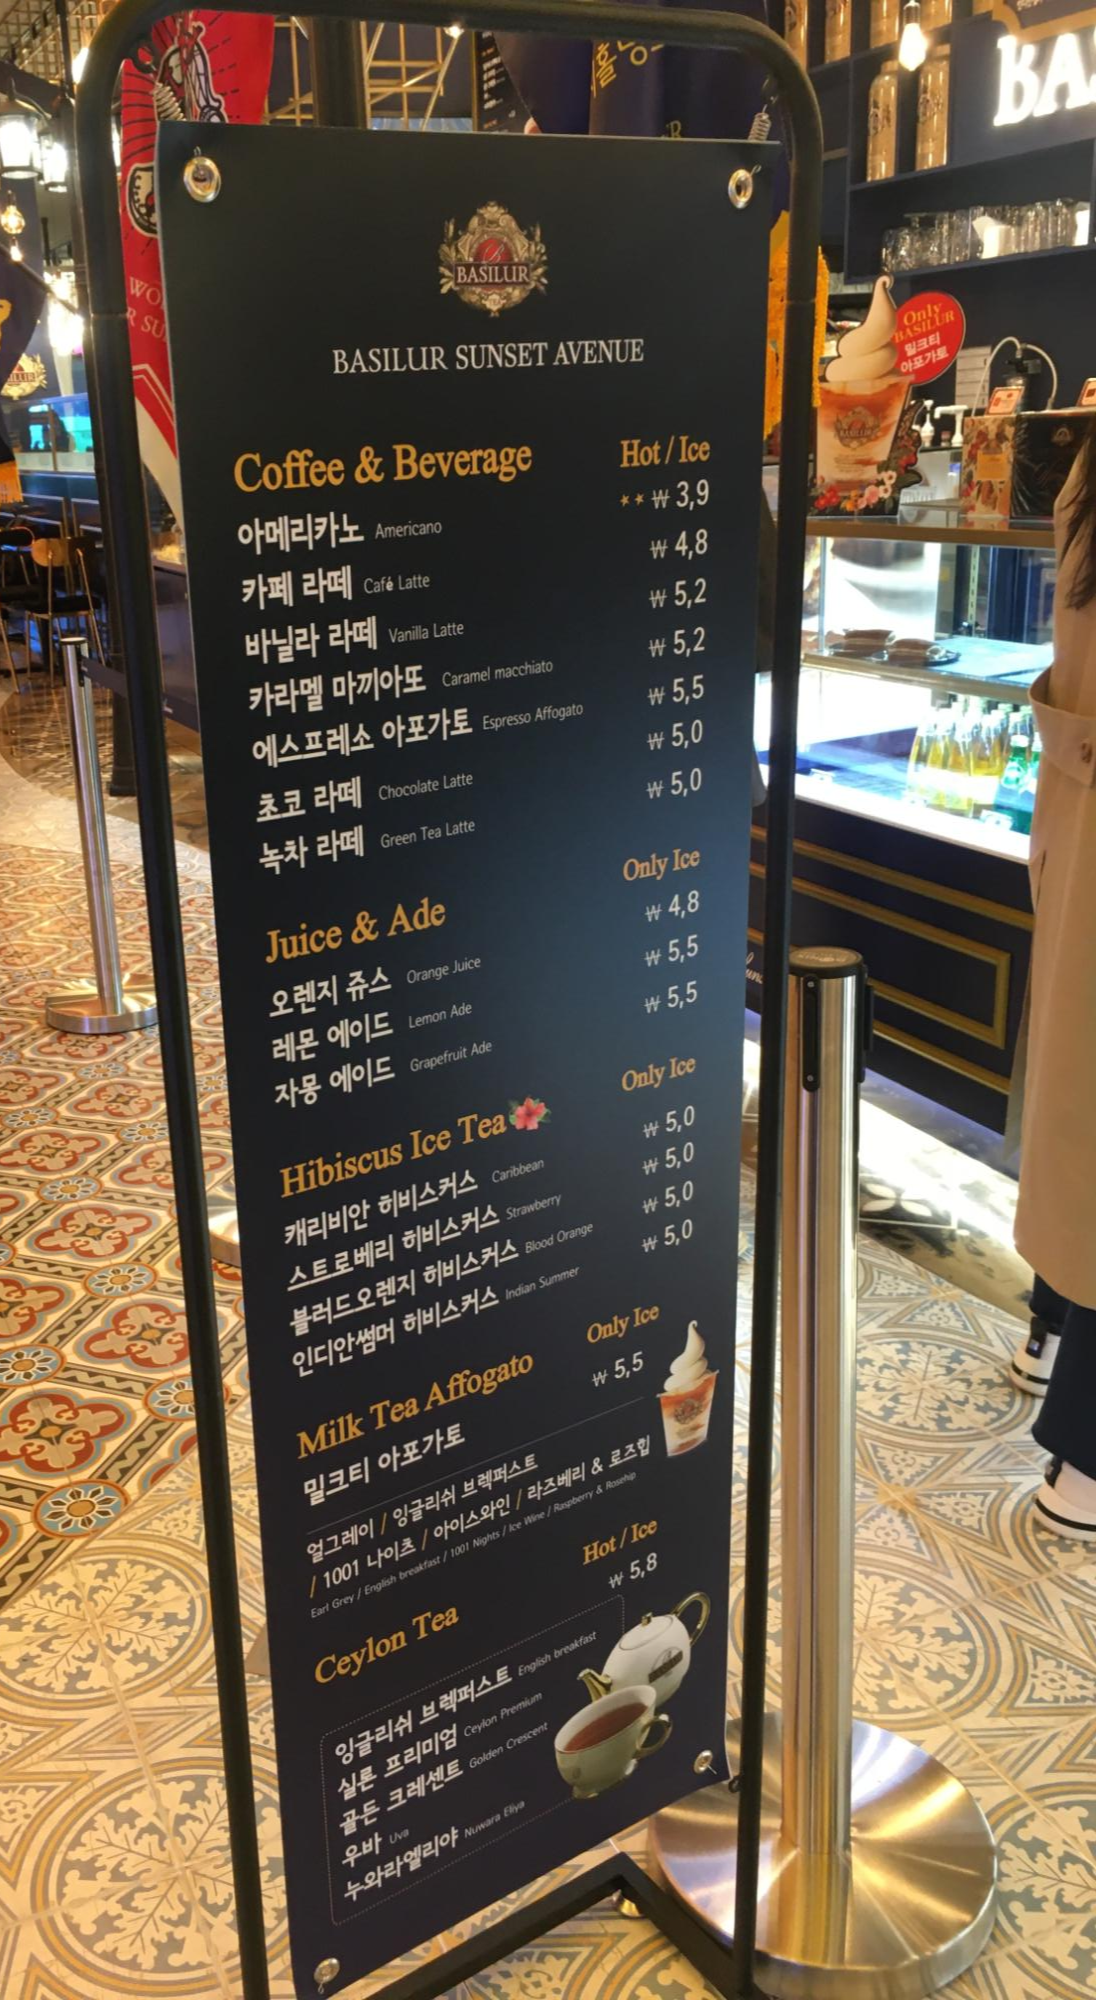 BASILUR
BASILUR SUNSET AVENUE
Coffee & Beverage Hot / Ice
아메리카노 Americano ★★ ₩ 3,9
카페 라떼 Café Latte ₩ 4,8
바닐라 라떼 Vanilla Latte ₩ 5,2
카라멜 마끼아또 Caramel macchiato ₩ 5,2
에스프레소 아포가토 Espresso Affogato ₩ 5,5
초코 라떼 Chocolate Latte ₩ 5,0
녹차 라떼 Green Tea Latte ₩ 5,0
Juice & Ade Only Ice
오렌지 쥬스 Orange Juice ₩ 4,8
레몬 에이드 Lemon Ade ₩ 5,5
자몽 에이드 Grapefruit Ade ₩ 5,5
Hibiscus Ice Tea Only Ice
캐리비안 히비스커스 Caribbean ₩ 5,0
스트로베리 히비스커스 Strawberry ₩ 5,0
블러드오렌지 히비스커스 Blood Orange ₩ 5,0
인디안썸머 히비스커스 Indian Summer ₩ 5,0
Milk Tea Affogato Only Ice
밀크티 아포가토 ₩ 5,5
얼그레이 / 잉글리쉬 브렉퍼스트
/ 1001 나이츠 / 아이스와인 / 라즈베리 & 로즈힙
Earl Grey / English breakfast / 1001 Nights / Ice Wine / Raspberry & Rosehip
Ceylon Tea Hot / Ice
₩ 5,8
잉글리쉬 브렉퍼스트 English breakfast
실론 프리미엄 Ceylon Premium
골든 크레센트 Golden Crescent
우바 Uva
누와라엘리야 Nuwara Eliya
Only
BASILUR
밀크티
아포가토
BA